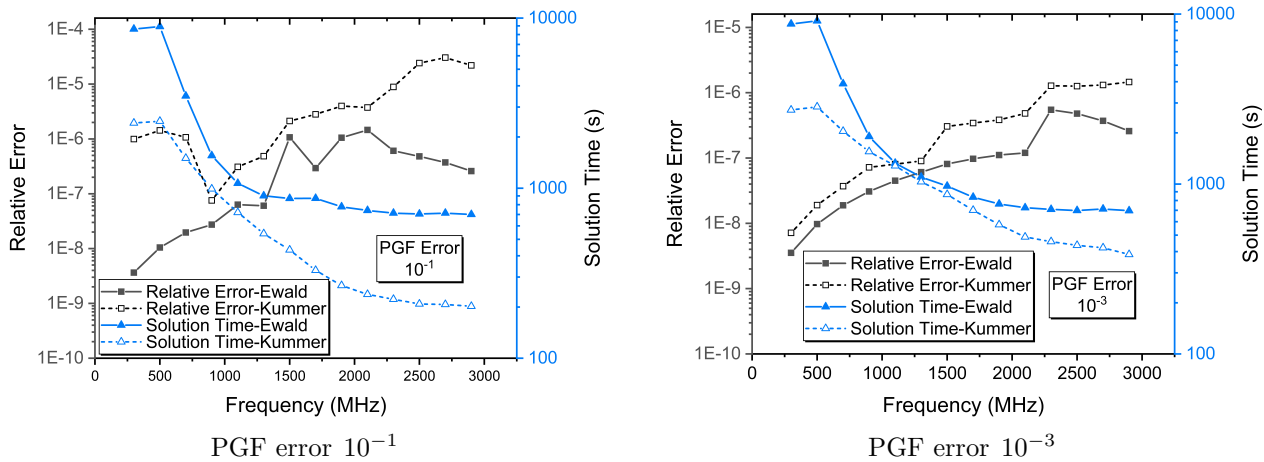 1E-4
1E-5
1E-6
1E-7
1E-8
1E-9
1E-10
Relative Error
10000
1000
100
Solution Time (s)
PGF Error
10⁻¹
Relative Error-Ewald
Relative Error-Kummer
Solution Time-Ewald
Solution Time-Kummer
0 500 1000 1500 2000 2500 3000
Frequency (MHz)
PGF error 10⁻¹
1E-5
1E-6
1E-7
1E-8
1E-9
1E-10
Relative Error
10000
1000
100
Solution Time (s)
Relative Error-Ewald
Relative Error-Kummer
Solution Time-Ewald
Solution Time-Kummer
PGF Error
10⁻³
0 500 1000 1500 2000 2500 3000
Frequency (MHz)
PGF error 10⁻³